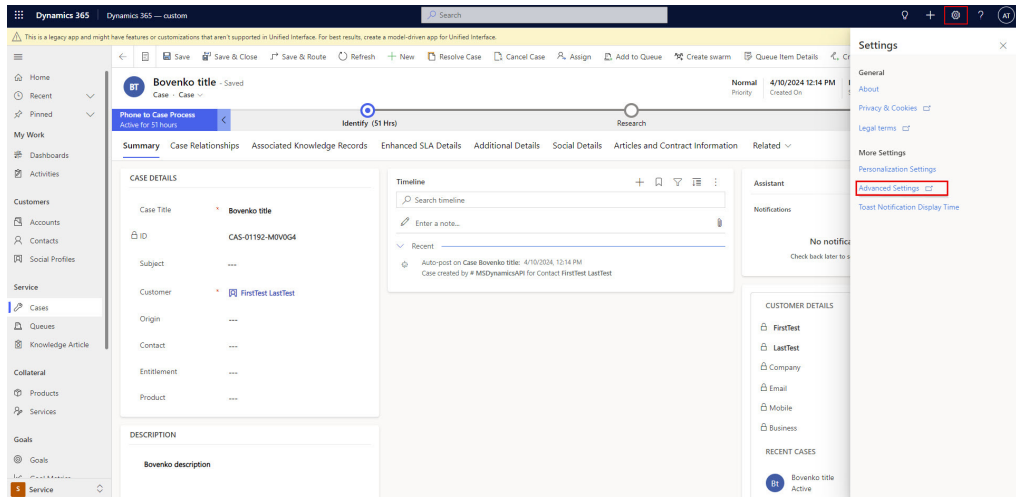 Dynamics 365
Dynamics 365 — custom
Search
?
AT
This is a legacy app and might have features or customizations that aren't supported in Unified Interface. For best results, create a model-driven app for Unified Interface.
Home
Recent
Pinned
My Work
Dashboards
Activities
Customers
Accounts
Contacts
Social Profiles
Service
Cases
Queues
Knowledge Article
Collateral
Products
Services
Goals
Goals
S Service
Save
Save & Close
Save & Route
Refresh
New
Resolve Case
Cancel Case
Assign
Add to Queue
Create swarm
Queue Item Details
Cr
BT
Bovenko title - Saved
Case · Case
Normal
Priority
4/10/2024 12:14 PM
Created On
Phone to Case Process
Active for 51 hours
Identify (51 Hrs)
Research
Summary
Case Relationships
Associated Knowledge Records
Enhanced SLA Details
Additional Details
Social Details
Articles and Contract Information
Related
CASE DETAILS
Case Title * Bovenko title
ID CAS-01192-M0V0G4
Subject ---
Customer * FirstTest LastTest
Origin ---
Contact ---
Entitlement ---
Product ---
DESCRIPTION
Bovenko description
Timeline
Search timeline
Enter a note...
Recent
Auto-post on Case Bovenko title: 4/10/2024, 12:14 PM
Case created by # MSDynamicsAPI for Contact FirstTest LastTest
Assistant
Notifications
No notifica
Check back later to s
CUSTOMER DETAILS
FirstTest
LastTest
Company
Email
Mobile
Business
RECENT CASES
Bt
Bovenko title
Active
Settings
General
About
Privacy & Cookies
Legal terms
More Settings
Personalization Settings
Advanced Settings
Toast Notification Display Time